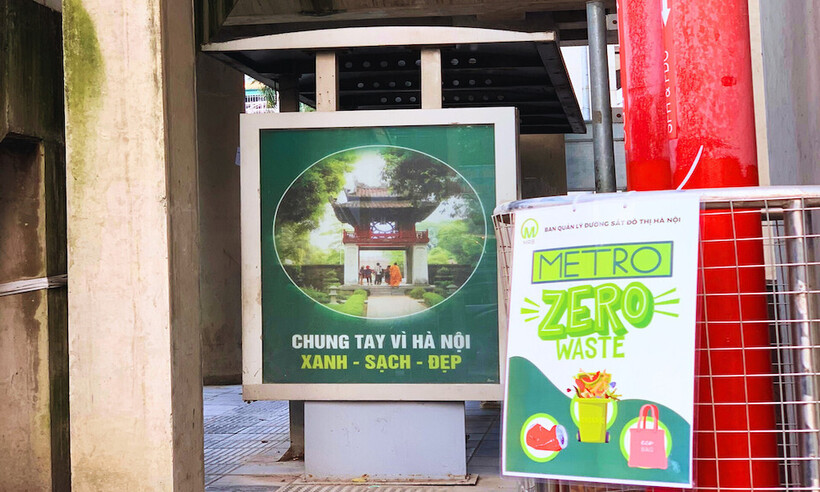 CHUNG TAY VÌ HÀ NỘI
XANH - SẠCH - ĐẸP
BAN QUẢN LÝ ĐƯỜNG SẮT ĐÔ THỊ HÀ NỘI
METRO
ZERO
WASTE